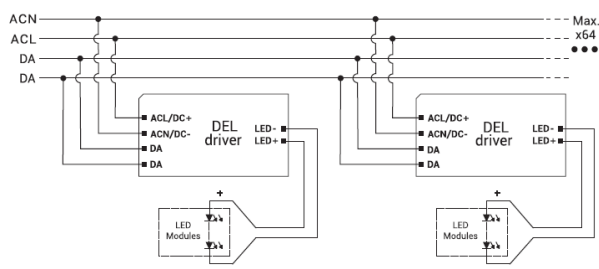 ACN
ACL
DA
DA
Max.
x64
ACL/DC+
ACN/DC-
DA
DA
DEL
driver
LED-
LED+
ACL/DC+
ACN/DC-
DA
DA
DEL
driver
LED-
LED+
+
LED
Modules
+
LED
Modules